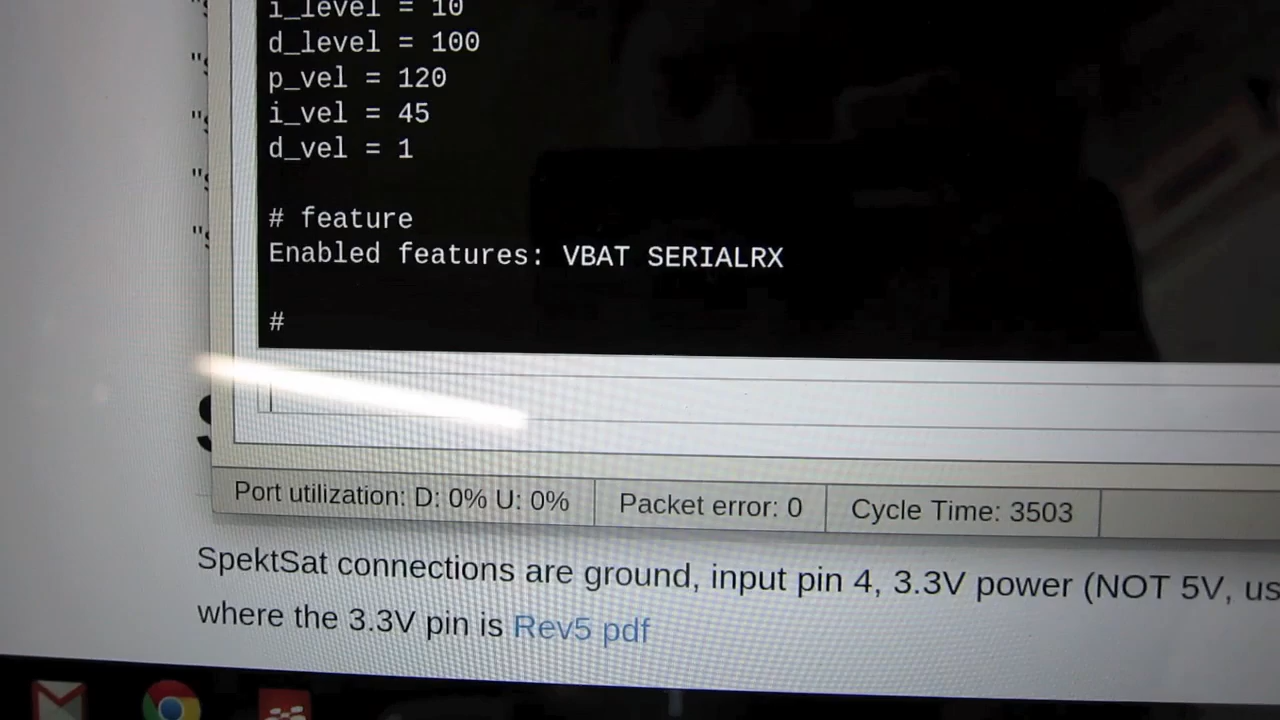 i_level = 10
d_level = 100
p_vel = 120
i_vel = 45
d_vel = 1
# feature
Enabled features: VBAT SERIALRX
#
Port utilization: D: 0% U: 0%
Packet error: 0
Cycle Time: 3503
SpektSat connections are ground, input pin 4, 3.3V power (NOT 5V,
where the 3.3V pin is Rev5 pdf